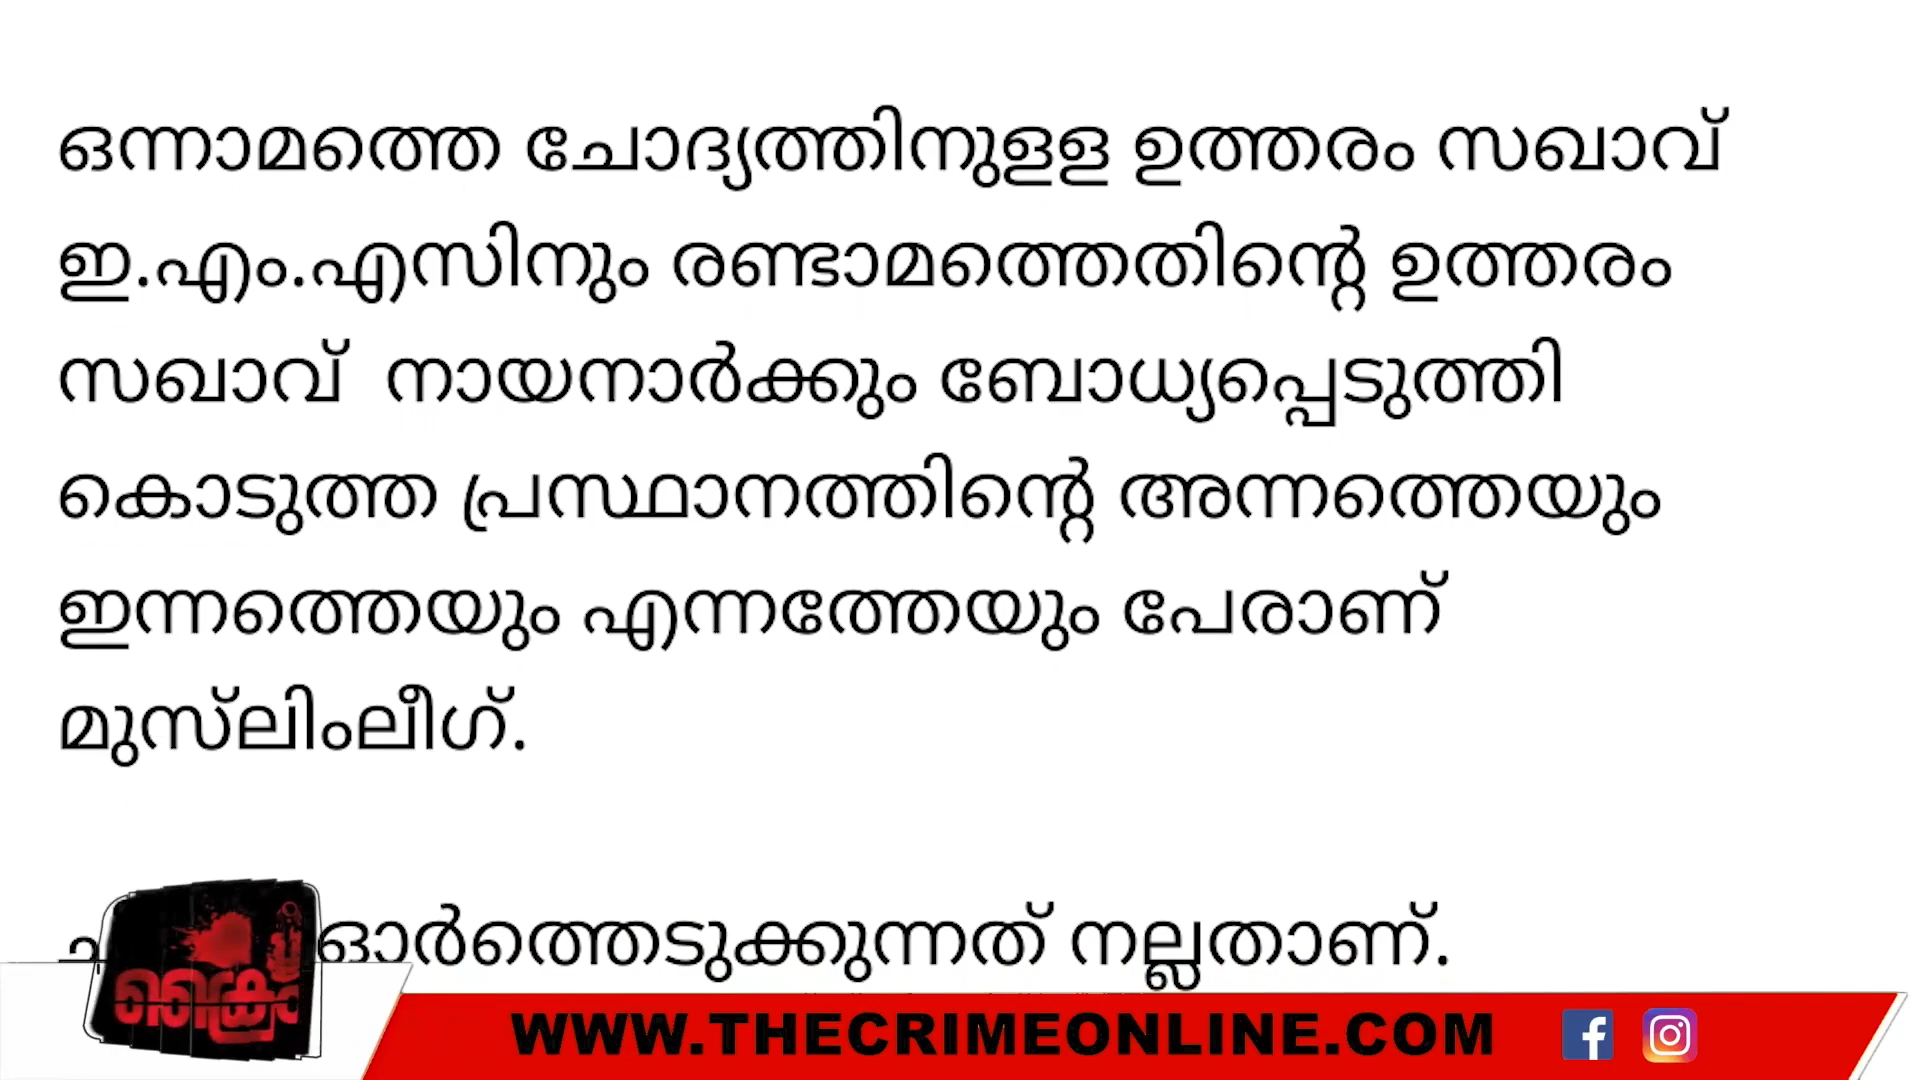 ഒന്നാമത്തെ ചോദ്യത്തിനുളള ഉത്തരം സഖാവ്
ഇ.എം.എസിനും രണ്ടാമത്തെതിന്റെ ഉത്തരം
സഖാവ് നായനാർക്കും ബോധ്യപ്പെടുത്തി
കൊടുത്ത പ്രസ്ഥാനത്തിന്റെ അന്നത്തെയും
ഇന്നത്തെയും എന്നത്തേയും പേരാണ്
മുസ്‌ലിംലീഗ്.
ഓർത്തെടുക്കുന്നത് നല്ലതാണ്.
ക്രൈം
WWW.THECRIMEONLINE.COM